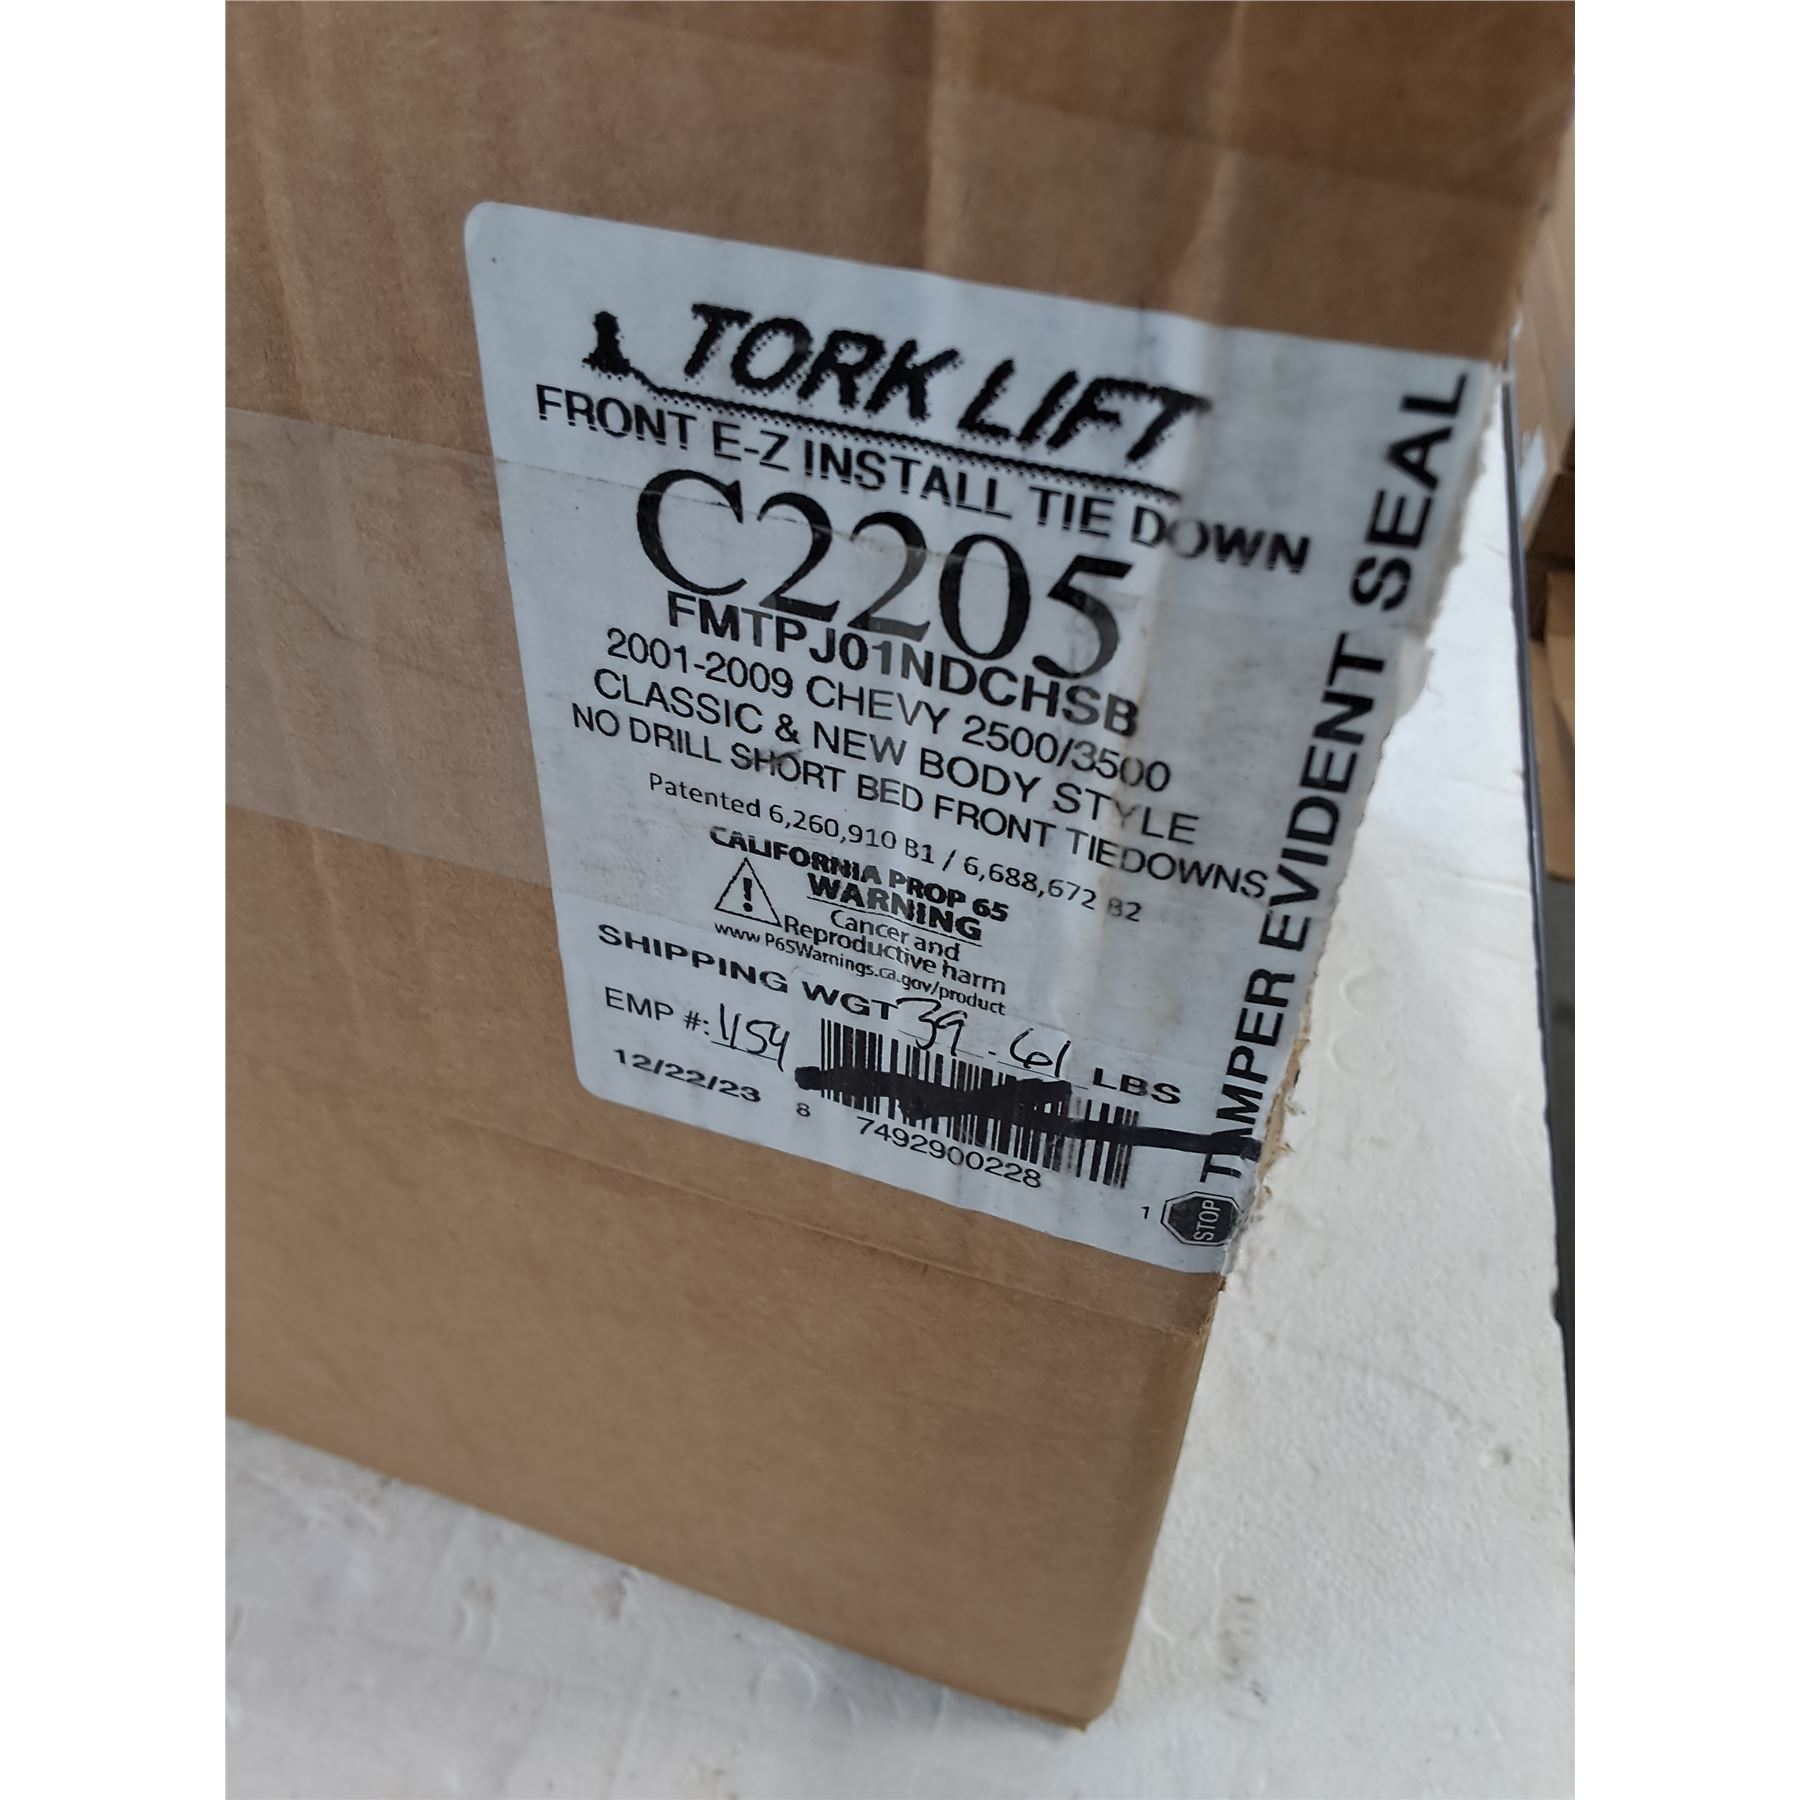 TORK LIFT
FRONT E-Z INSTALL TIE DOWN
C2205
FMTPJ01NDCHSB
2001-2009 CHEVY 2500/3500
CLASSIC & NEW BODY STYLE
NO DRILL SHORT BED FRONT TIEDOWNS
Patented 6,260,910 B1 / 6,688,672 B2
CALIFORNIA PROP 65
WARNING
Cancer and
Reproductive harm
www P65Warnings.ca.gov/product
SHIPPING WGT 39.61 LBS
EMP #: 1154
12/22/23
8 7492900228 1
STOP TAMPER EVIDENT SEAL